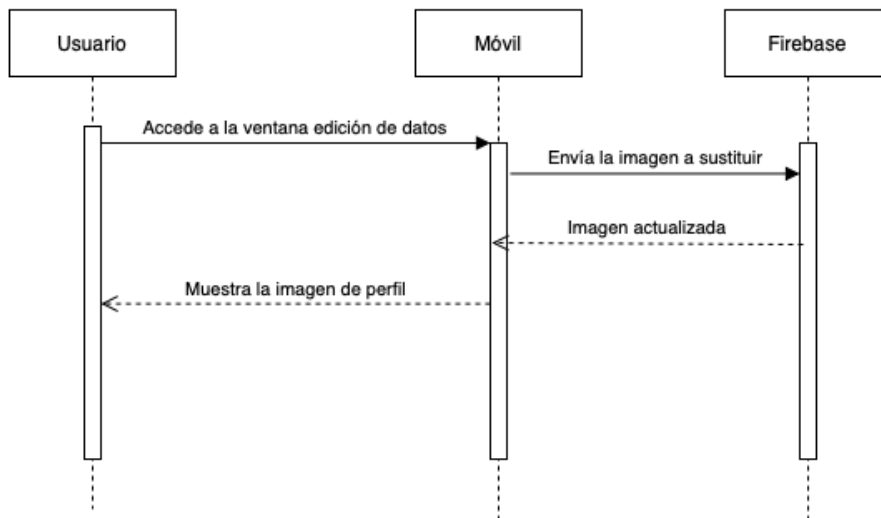 Usuario
Móvil
Firebase
Accede a la ventana edición de datos
Envía la imagen a sustituir
Imagen actualizada
Muestra la imagen de perfil